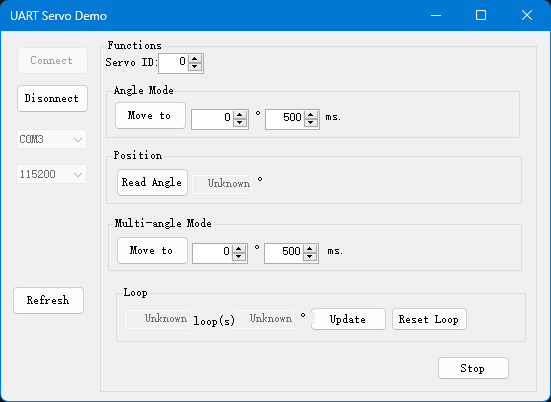 UART Servo Demo
Functions
Connect
Servo ID: 0
Disonnect
Angle Mode
Move to 0 ° 500 ms.
COM3
115200
Position
Read Angle Unknown °
Multi-angle Mode
Move to 0 ° 500 ms.
Refresh
Loop
Unknown loop(s) Unknown ° Update Reset Loop
Stop